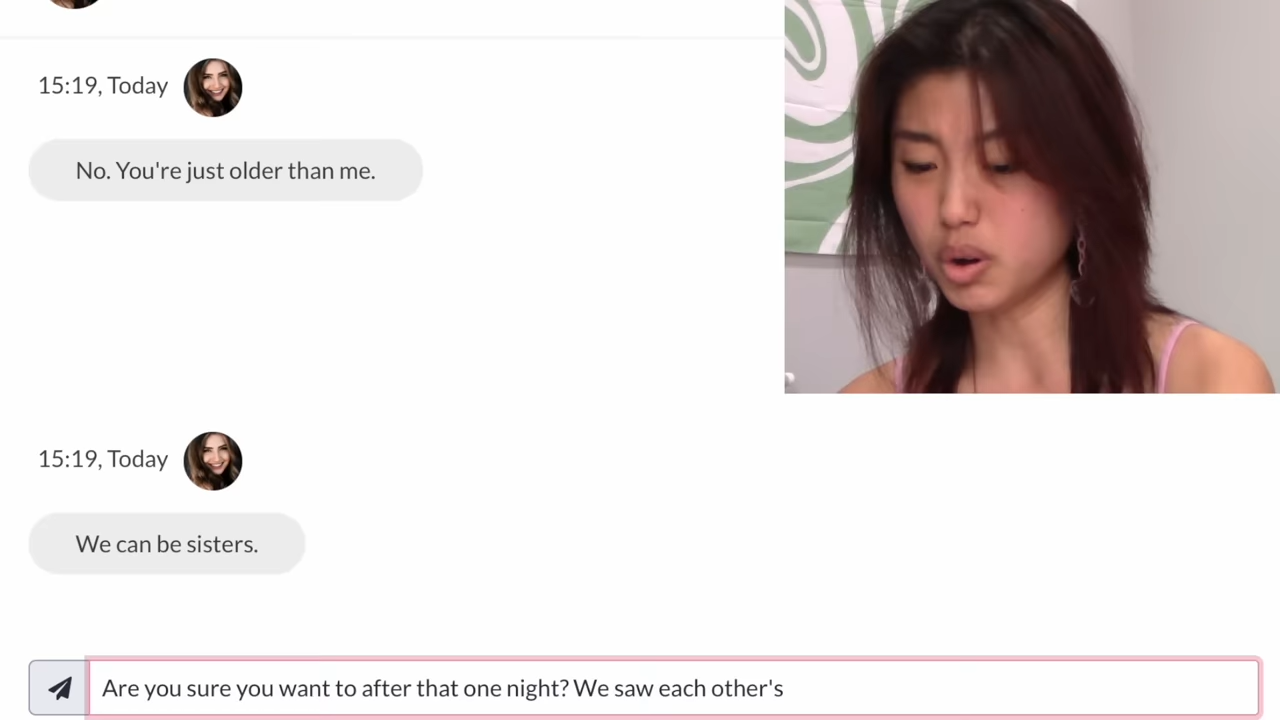 15:19, Today
No. You're just older than me.
15:19, Today
We can be sisters.
Are you sure you want to after that one night? We saw each other's